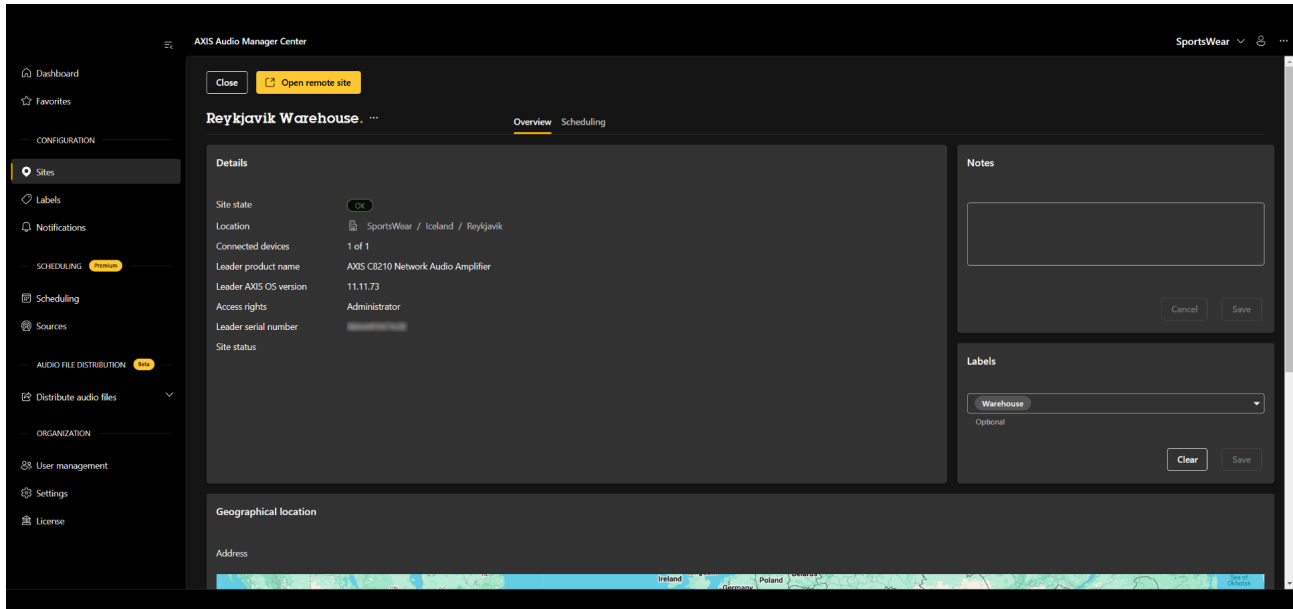 AXIS Audio Manager Center
SportsWear
Dashboard
Favorites
CONFIGURATION
Sites
Labels
Notifications
SCHEDULING Premium
Scheduling
Sources
AUDIO FILE DISTRIBUTION Beta
Distribute audio files
ORGANIZATION
User management
Settings
License
Close
Open remote site
Reykjavik Warehouse. ...
Overview Scheduling
Details
Site state OK
Location SportsWear / Iceland / Reykjavik
Connected devices 1 of 1
Leader product name AXIS C8210 Network Audio Amplifier
Leader AXIS OS version 11.11.73
Access rights Administrator
Leader serial number
Site status
Notes
Cancel Save
Labels
Warehouse
Optional
Clear Save
Geographical location
Address
Ireland
Poland
Germany
Belarus
Sea of
Okhotsk